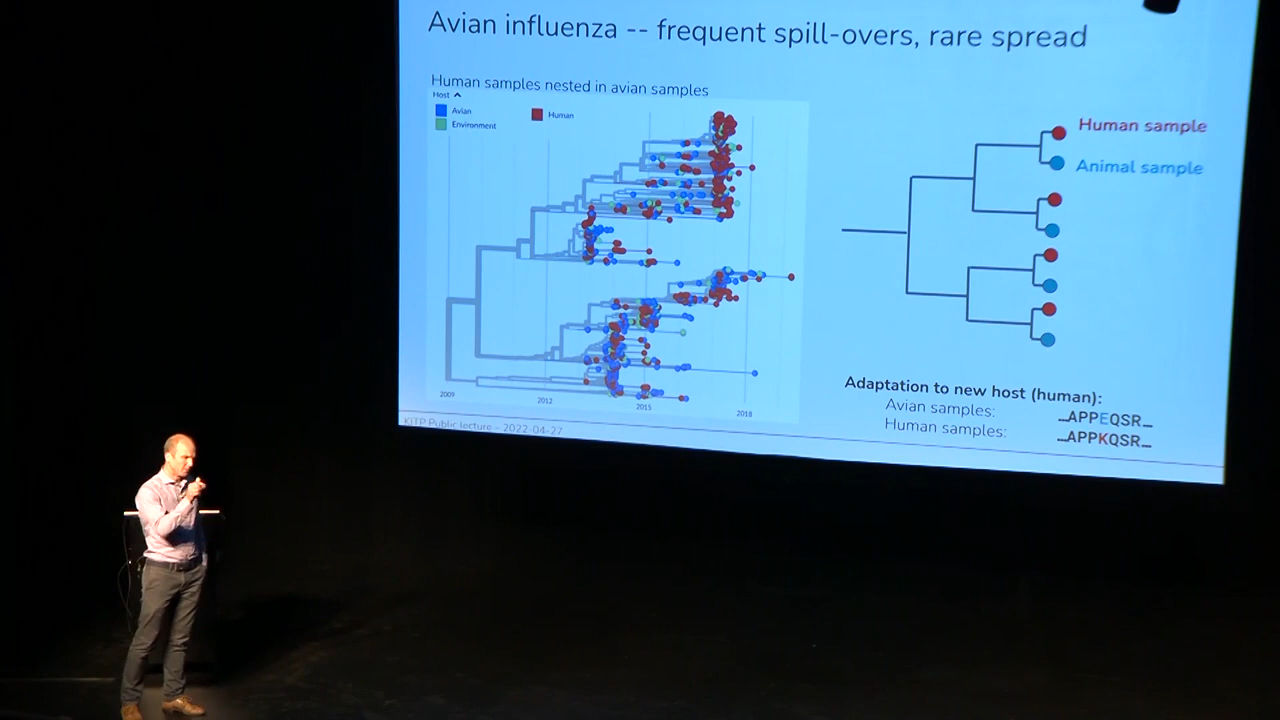 Avian influenza -- frequent spill-overs, rare spread
Human samples nested in avian samples
Host
Avian
Human
Environment
2009
2012
2015
2018
Human sample
Animal sample
Adaptation to new host (human):
Avian samples: ...APPEQSR...
Human samples: ...APPKQSR...
KITP Public lecture - 2022-04-27